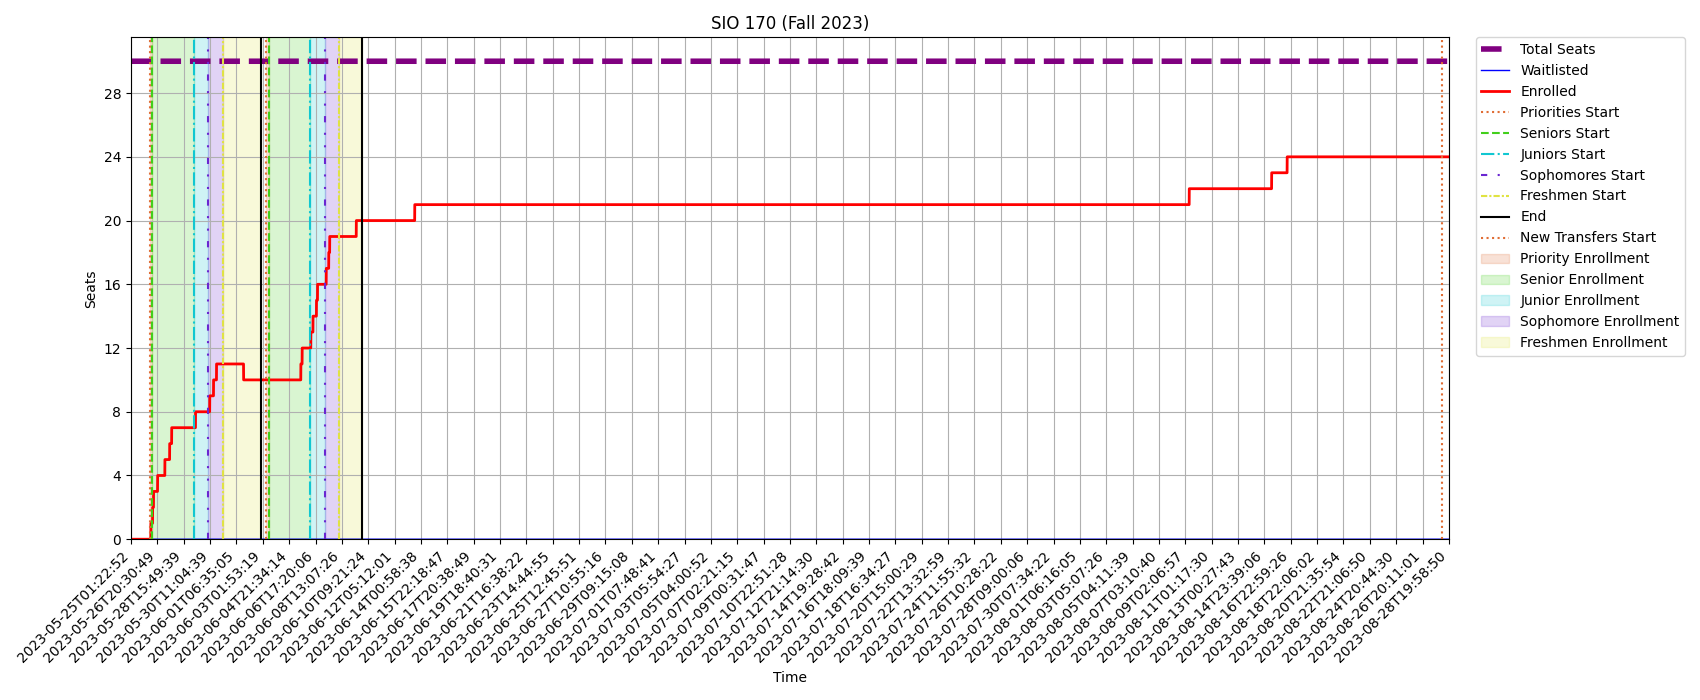 SIO 170 (Fall 2023)
Seats
28
24
20
16
12
8
4
0
2023-05-25T01:22:52
2023-05-26T20:30:49
2023-05-28T15:49:39
2023-05-30T11:04:39
2023-06-01T06:35:05
2023-06-03T01:53:19
2023-06-04T21:34:14
2023-06-06T17:20:06
2023-06-08T13:07:26
2023-06-10T09:21:24
2023-06-12T05:12:01
2023-06-14T00:58:38
2023-06-15T22:18:47
2023-06-17T20:38:49
2023-06-19T18:40:31
2023-06-21T16:38:22
2023-06-23T14:44:55
2023-06-25T12:45:51
2023-06-27T10:55:16
2023-06-29T09:15:08
2023-07-01T07:48:41
2023-07-03T05:54:27
2023-07-05T04:00:52
2023-07-07T02:21:15
2023-07-09T00:31:47
2023-07-10T22:51:28
2023-07-12T21:14:30
2023-07-14T19:28:42
2023-07-16T18:09:39
2023-07-18T16:34:27
2023-07-20T15:00:29
2023-07-22T13:32:59
2023-07-24T11:55:32
2023-07-26T10:28:22
2023-07-28T09:00:06
2023-07-30T07:34:22
2023-08-01T06:16:05
2023-08-03T05:07:26
2023-08-05T04:11:39
2023-08-07T03:10:40
2023-08-09T02:06:57
2023-08-11T01:17:30
2023-08-13T00:27:43
2023-08-14T23:39:06
2023-08-16T22:59:26
2023-08-18T22:06:02
2023-08-20T21:35:54
2023-08-22T21:06:50
2023-08-24T20:44:30
2023-08-26T20:11:01
2023-08-28T19:58:50
Time
Total Seats
Waitlisted
Enrolled
Priorities Start
Seniors Start
Juniors Start
Sophomores Start
Freshmen Start
End
New Transfers Start
Priority Enrollment
Senior Enrollment
Junior Enrollment
Sophomore Enrollment
Freshmen Enrollment